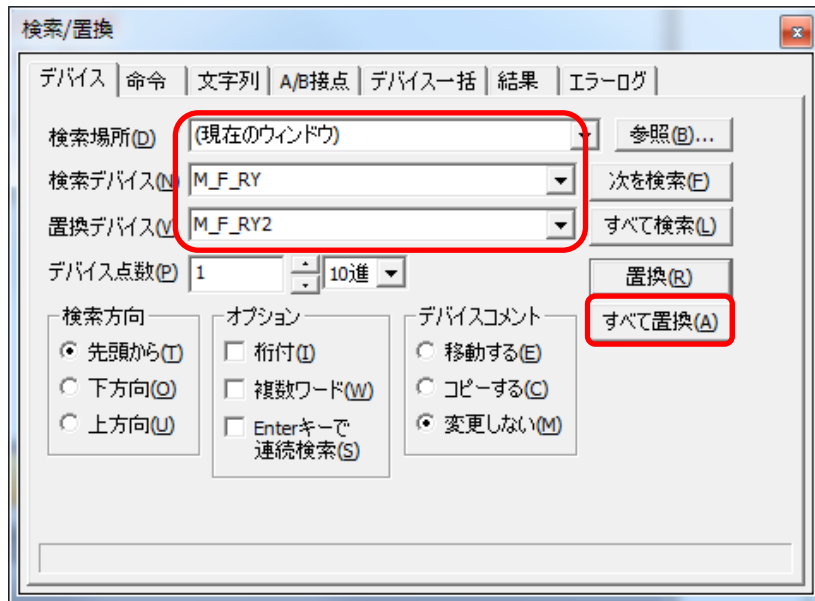 検索/置換
デバイス 命令 文字列 A/B接点 デバイス一括 結果 エラーログ
検索場所(D) (現在のウィンドウ) 参照(B)...
検索デバイス(N) M_F_RY 次を検索(F)
置換デバイス(V) M_F_RY2 すべて検索(L)
デバイス点数(P) 1 10進 置換(R)
検索方向 オプション デバイスコメント すべて置換(A)
先頭から(T) 桁付(I) 移動する(E)
下方向(O) 複数ワード(W) コピーする(C)
上方向(U) Enterキーで 変更しない(M)
連続検索(S)